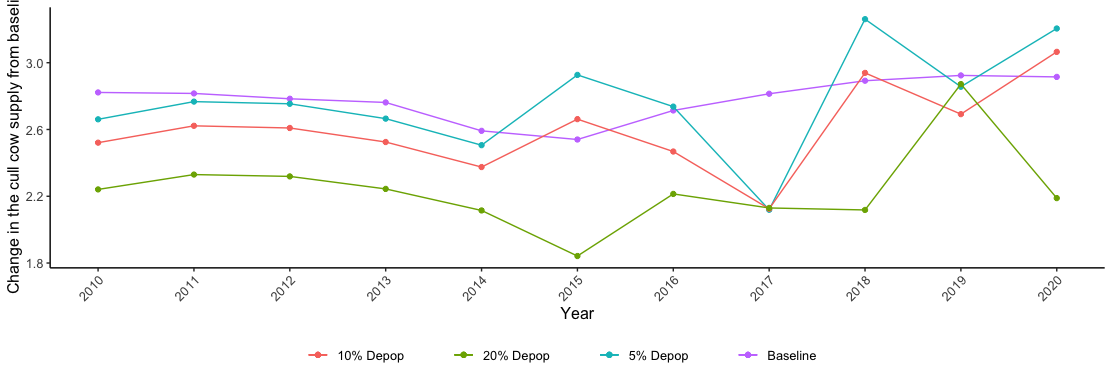 Change in the cull cow supply from baseli
3.0
2.6
2.2
1.8
2010 2011 2012 2013 2014 2015 2016 2017 2018 2019 2020
Year
10% Depop 20% Depop 5% Depop Baseline